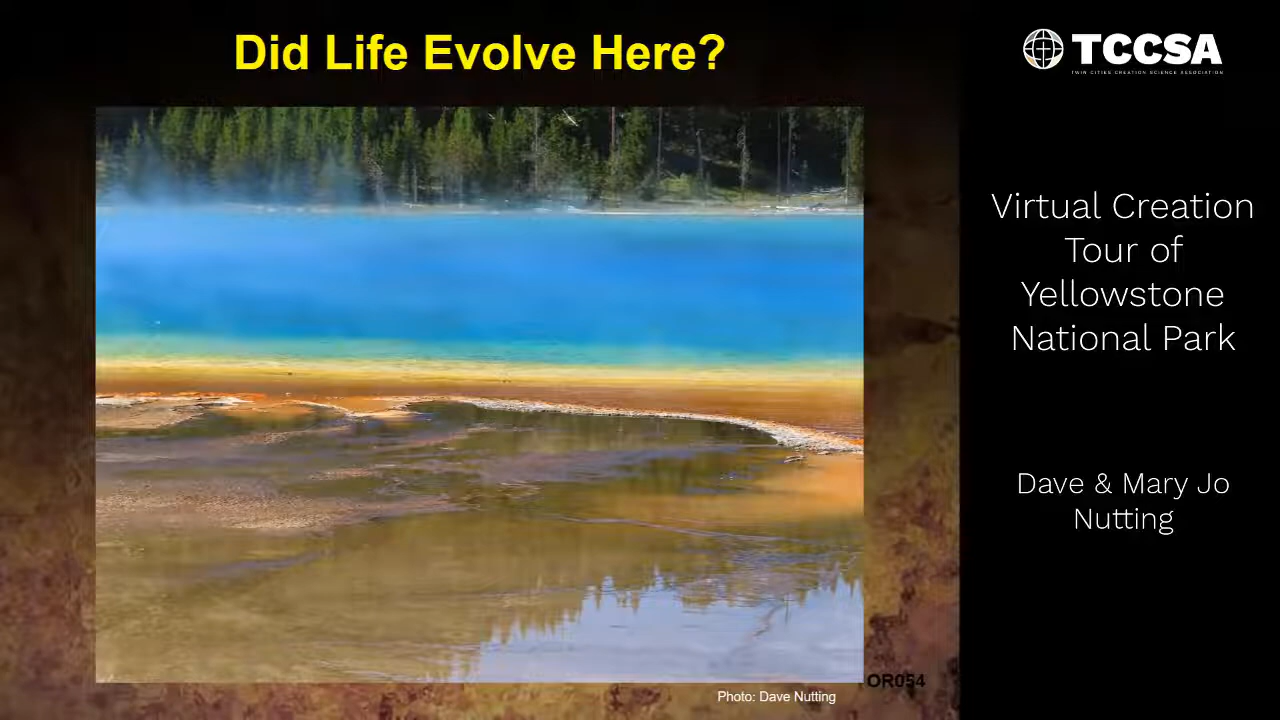 Did Life Evolve Here?
TCCSA
TWIN CITIES CREATION SCIENCE ASSOCIATION
Virtual Creation
Tour of
Yellowstone
National Park
Dave & Mary Jo
Nutting
OR054
Photo: Dave Nutting